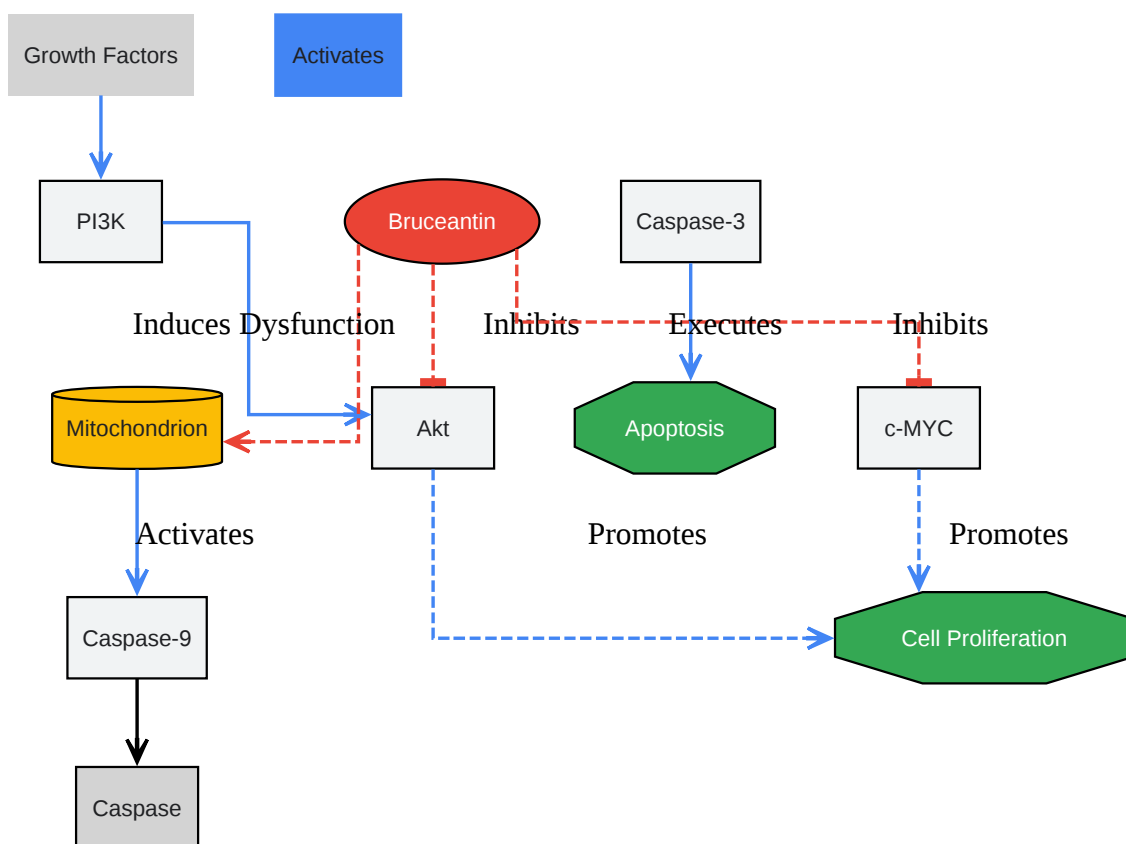 Growth Factors
Activates
PI3K
Bruceantin
Caspase-3
Induces Dysfunction
Inhibits
Executes
Inhibits
Mitochondrion
Akt
Apoptosis
c-MYC
Activates
Promotes
Promotes
Caspase-9
Cell Proliferation
Caspase